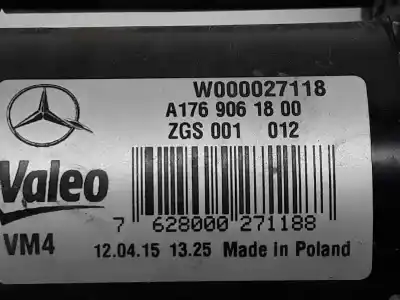 W000027118
A176 906 18 00
ZGS 001 012
Valeo
7 628000 271188
VM4 12.04.15 13.25 Made in Poland